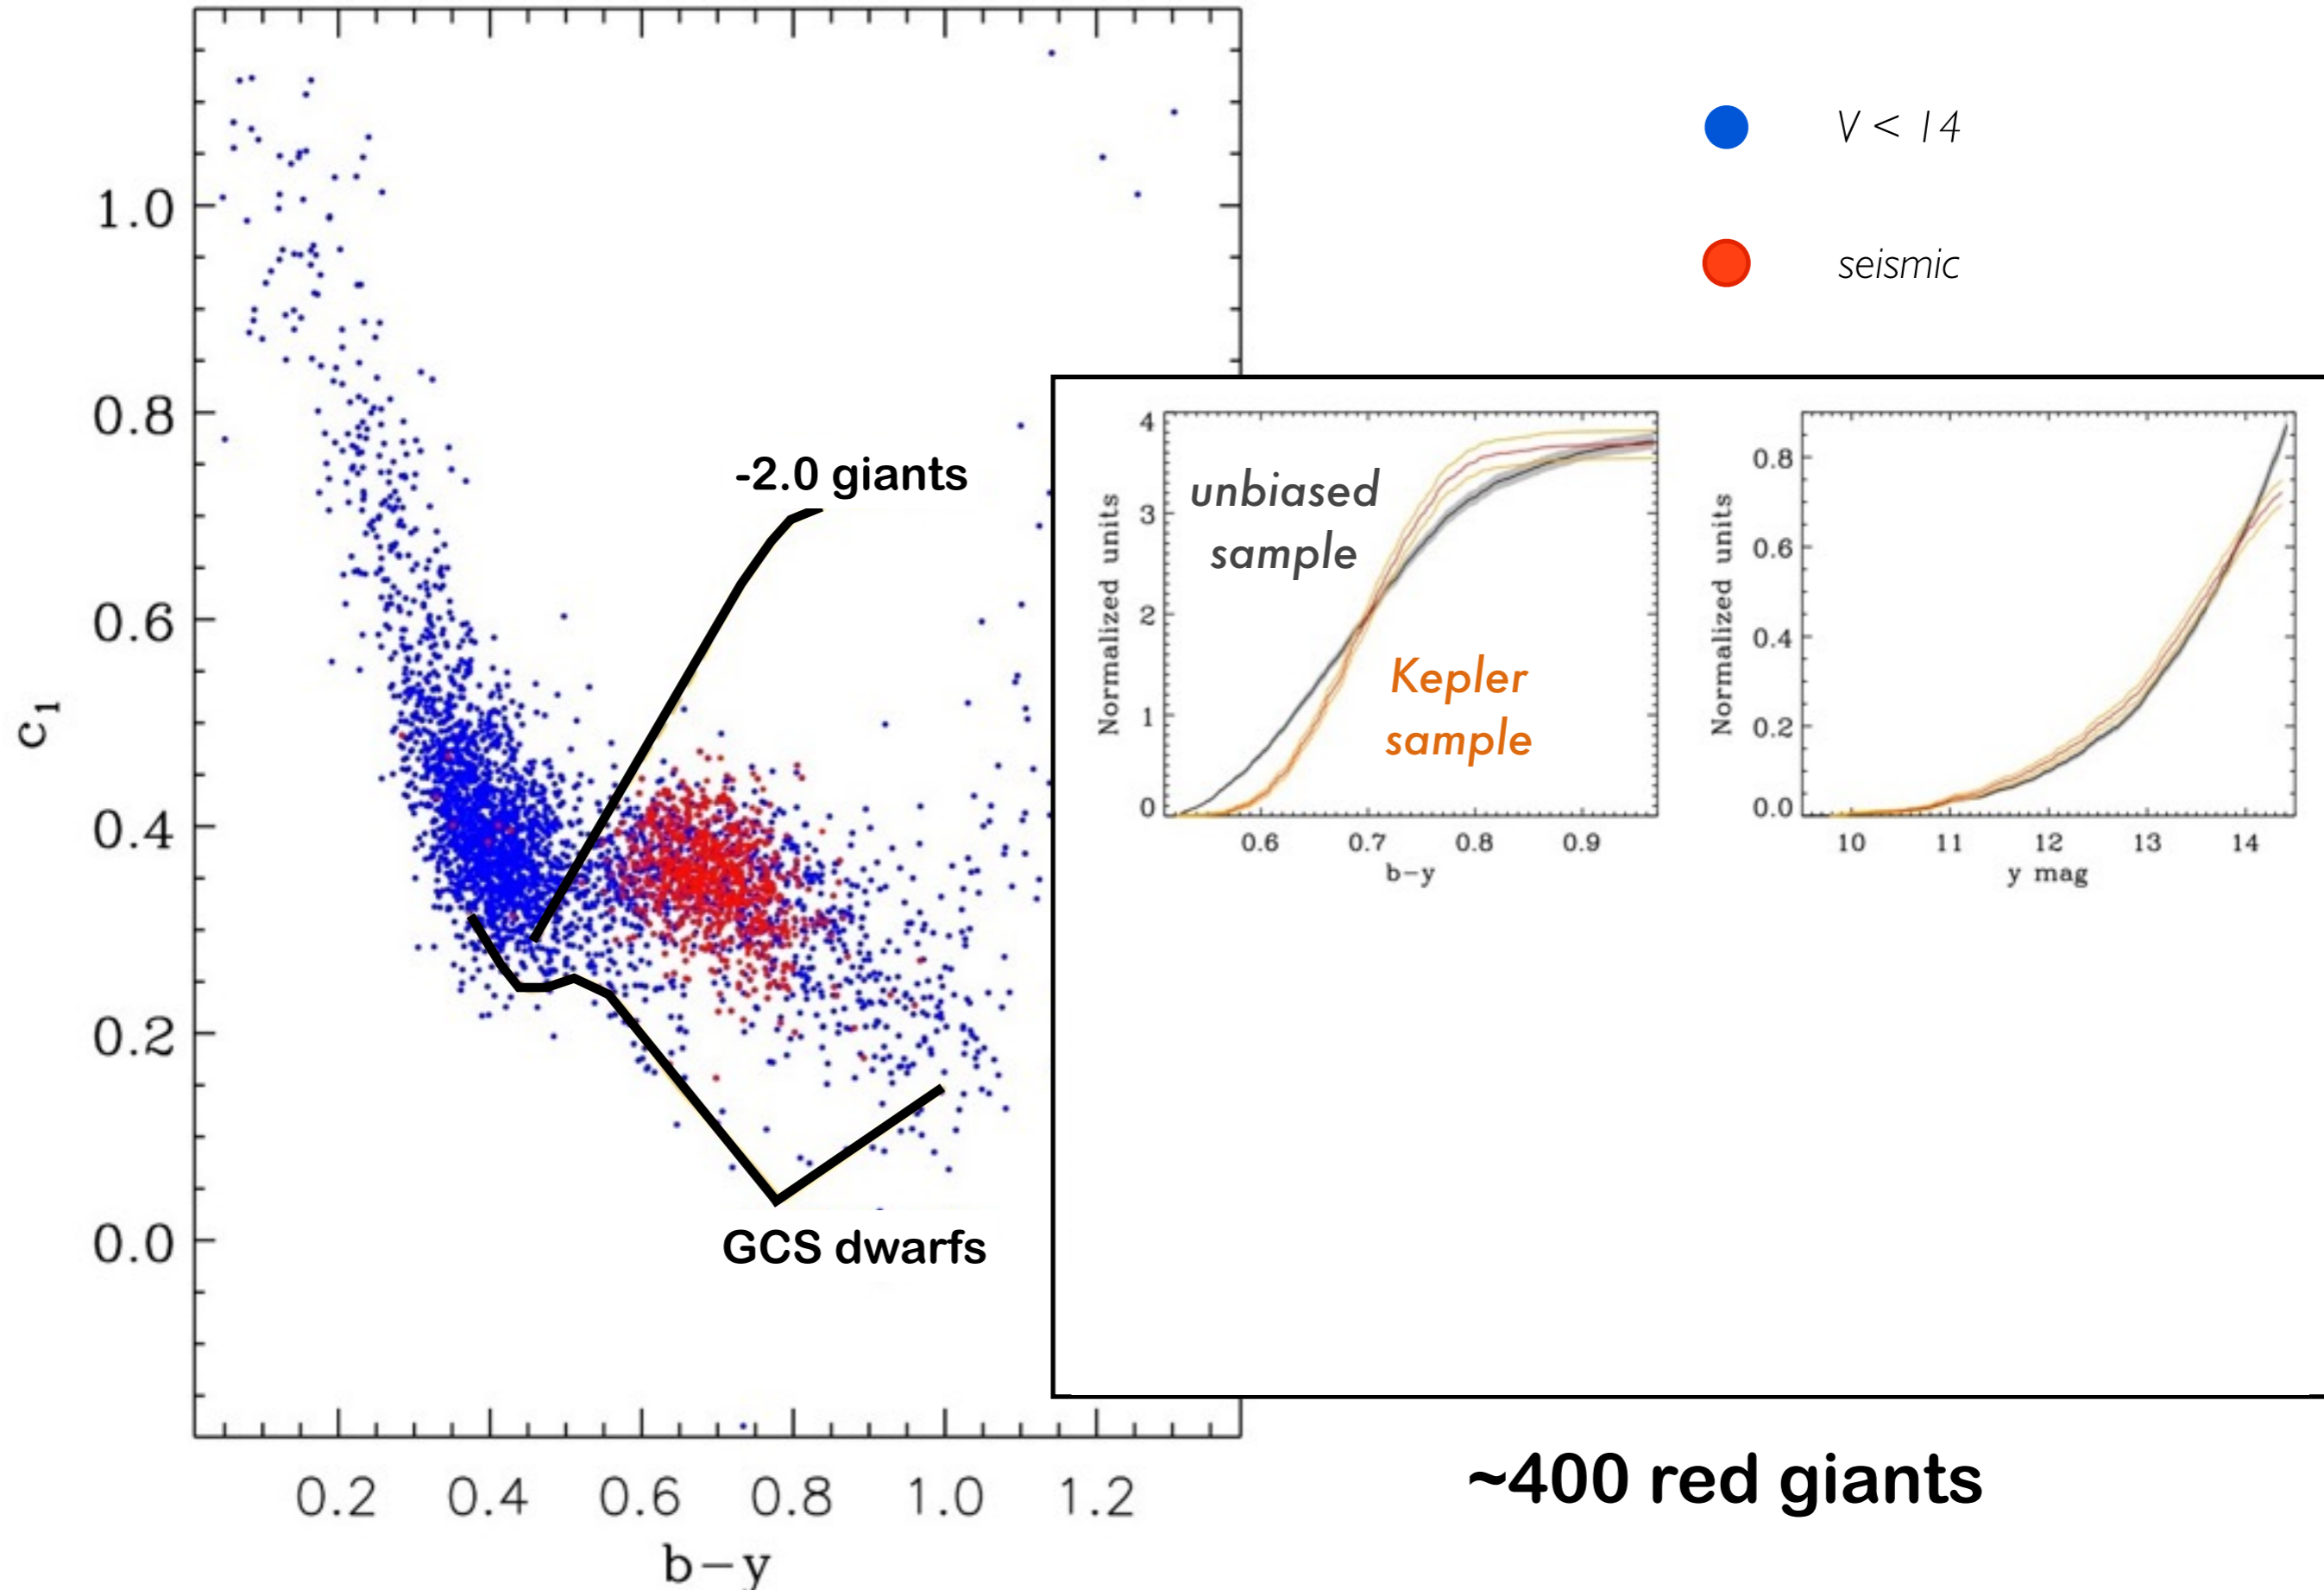 V < 14
seismic
1.0
0.8
0.6
0.4
0.2
0.0
c1
0.2 0.4 0.6 0.8 1.0 1.2
b−y
-2.0 giants
GCS dwarfs
4
3
2
1
0
Normalized units
unbiased
sample
Kepler
sample
0.6 0.7 0.8 0.9
b−y
0.8
0.6
0.4
0.2
0.0
Normalized units
10 11 12 13 14
y mag
~400 red giants